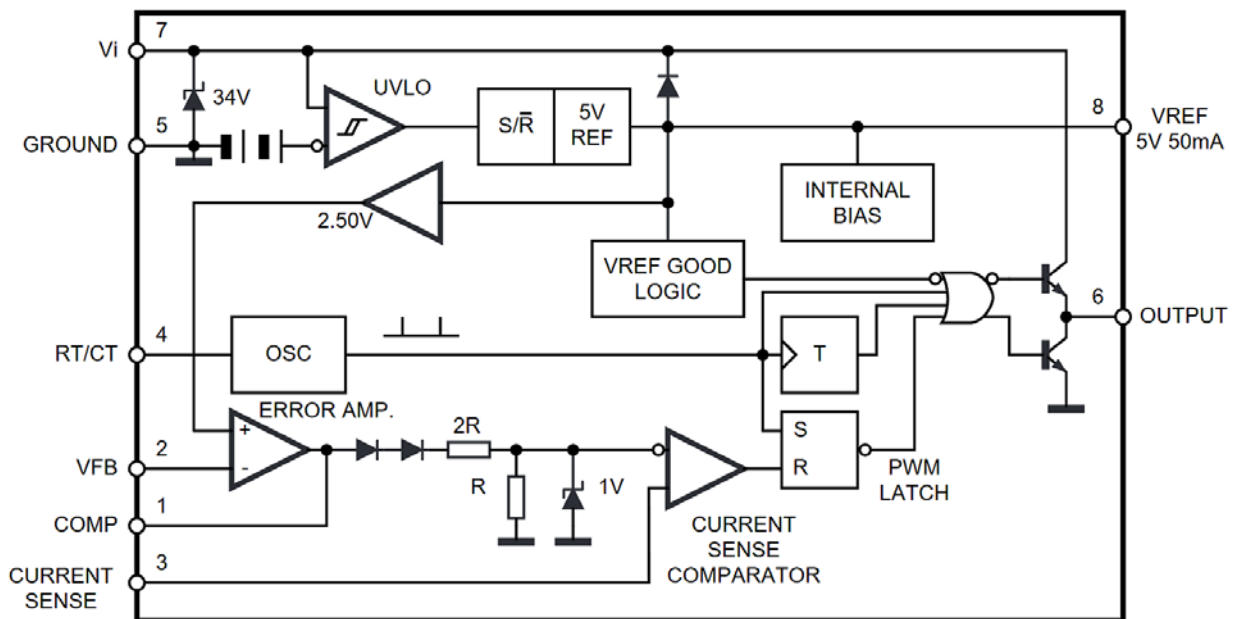 7
Vi
UVLO
34V
S/R̅
5V
REF
8
VREF
5V 50mA
5
GROUND
INTERNAL
BIAS
2.50V
VREF GOOD
LOGIC
6
OUTPUT
4
RT/CT
OSC
T
ERROR AMP.
2R
+
S
2
VFB
-
R
1V
R
PWM
LATCH
1
COMP
CURRENT
SENSE
COMPARATOR
3
CURRENT
SENSE